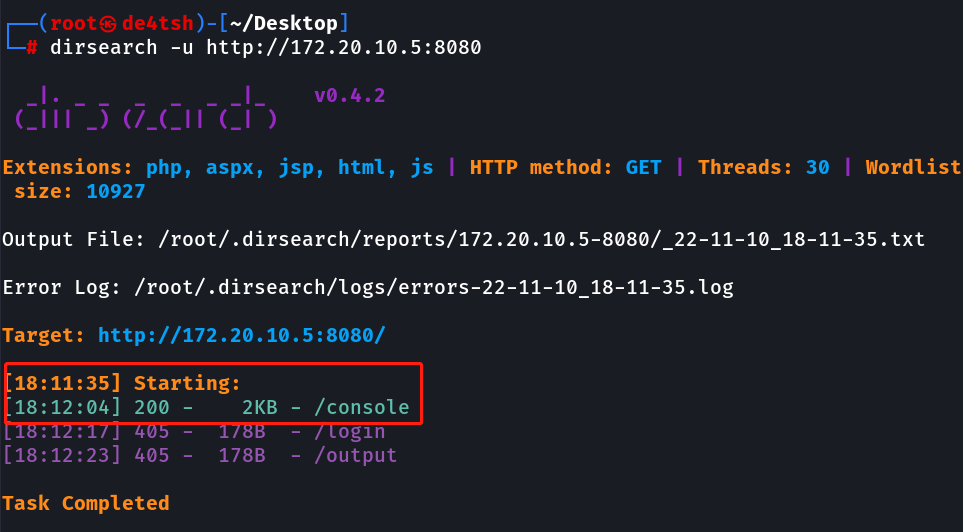 ┌──(root㉿de4tsh)-[~/Desktop]
└─# dirsearch -u http://172.20.10.5:8080
  _|. _ _  _  _  _ _|_    v0.4.2
 (_||| _) (/_(_|| (_| )
Extensions: php, aspx, jsp, html, js | HTTP method: GET | Threads: 30 | Wordlist
 size: 10927
Output File: /root/.dirsearch/reports/172.20.10.5-8080/_22-11-10_18-11-35.txt
Error Log: /root/.dirsearch/logs/errors-22-11-10_18-11-35.log
Target: http://172.20.10.5:8080/
[18:11:35] Starting:
[18:12:04] 200 -    2KB - /console
[18:12:17] 405 -  178B  - /login
[18:12:23] 405 -  178B  - /output
Task Completed